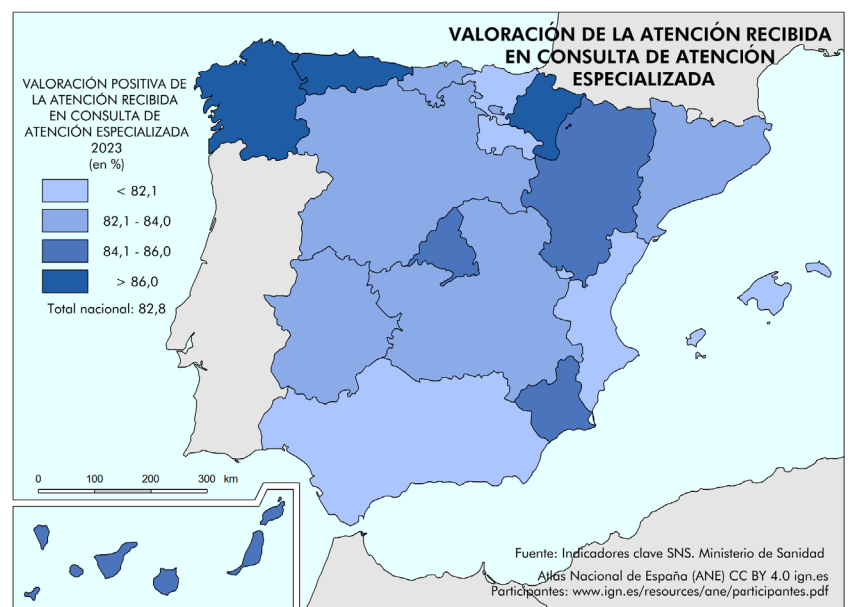 VALORACIÓN DE LA ATENCIÓN RECIBIDA
EN CONSULTA DE ATENCIÓN
ESPECIALIZADA
VALORACIÓN POSITIVA DE
LA ATENCIÓN RECIBIDA
EN CONSULTA DE
ATENCIÓN ESPECIALIZADA
2023
(en %)
< 82,1
82,1 - 84,0
84,1 - 86,0
> 86,0
Total nacional: 82,8
0 100 200 300 km
Fuente: Indicadores clave SNS. Ministerio de Sanidad
Atlas Nacional de España (ANE) CC BY 4.0 ign.es
Participantes: www.ign.es/resources/ane/participantes.pdf